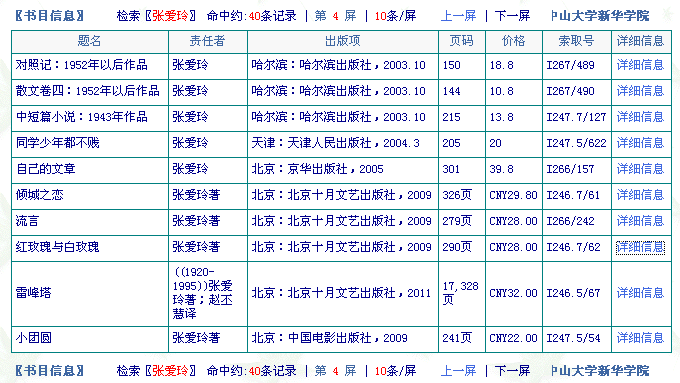 〖书目信息〗 检索〖张爱玲〗 命中约:40条记录 | 第 4 屏 | 10条/屏 上一屏 | 下一屏 中山大学新华学院
题名 责任者 出版项 页码 价格 索取号 详细信息
对照记：1952年以后作品 张爱玲 哈尔滨：哈尔滨出版社，2003.10 150 18.8 I267/489 详细信息
散文卷四：1952年以后作品 张爱玲 哈尔滨：哈尔滨出版社，2003.10 144 10.8 I267/490 详细信息
中短篇小说：1943年作品 张爱玲 哈尔滨：哈尔滨出版社，2003.10 215 13.8 I247.7/127 详细信息
同学少年都不贱 张爱玲 天津：天津人民出版社，2004.3 205 20 I247.5/622 详细信息
自己的文章 张爱玲 北京：京华出版社，2005 301 39.8 I266/157 详细信息
倾城之恋 张爱玲著 北京：北京十月文艺出版社，2009 326页 CNY29.80 I246.7/61 详细信息
流言 张爱玲著 北京：北京十月文艺出版社，2009 279页 CNY28.00 I266/242 详细信息
红玫瑰与白玫瑰 张爱玲著 北京：北京十月文艺出版社，2009 290页 CNY28.00 I246.7/62 详细信息
雷峰塔 ((1920-1995))张爱玲著；赵丕慧译 北京：北京十月文艺出版社，2011 17,328页 CNY32.00 I246.5/67 详细信息
小团圆 张爱玲著 北京：中国电影出版社，2009 241页 CNY22.00 I247.5/54 详细信息
〖书目信息〗 检索〖张爱玲〗 命中约:40条记录 | 第 4 屏 | 10条/屏 上一屏 | 下一屏 中山大学新华学院